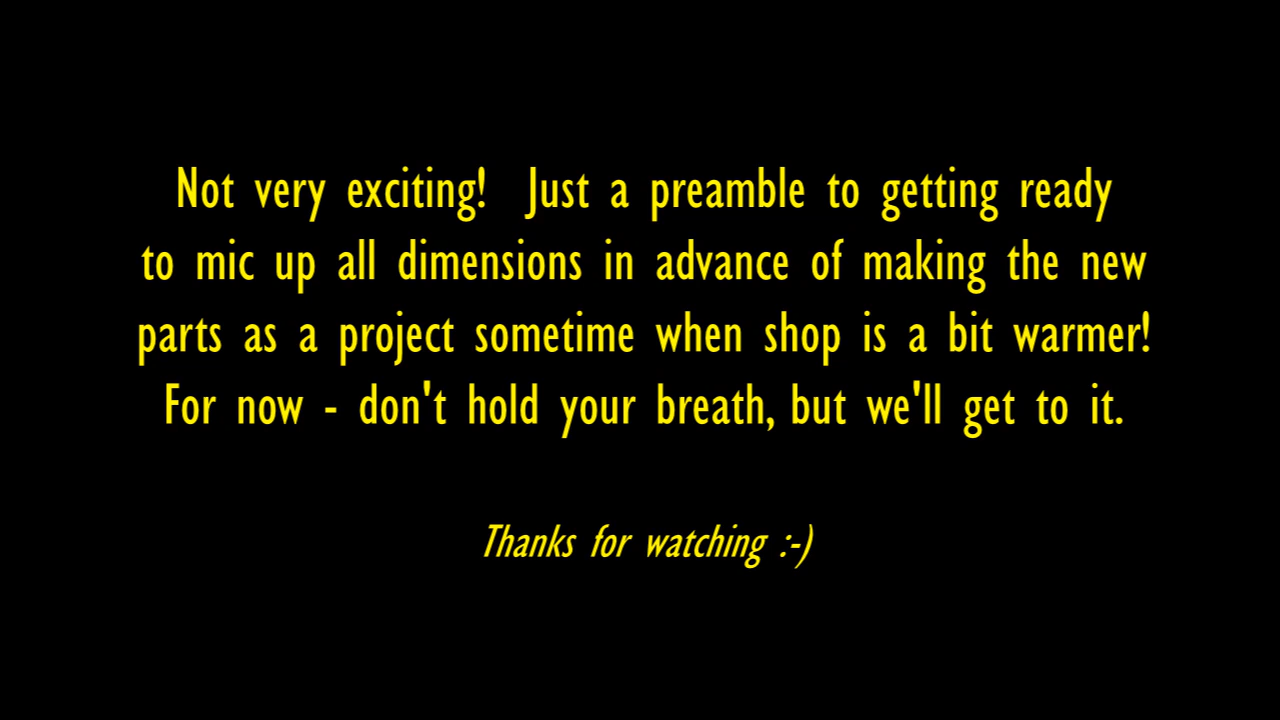 Not very exciting! Just a preamble to getting ready
to mic up all dimensions in advance of making the new
parts as a project sometime when shop is a bit warmer!
For now - don't hold your breath, but we'll get to it.
Thanks for watching :-)